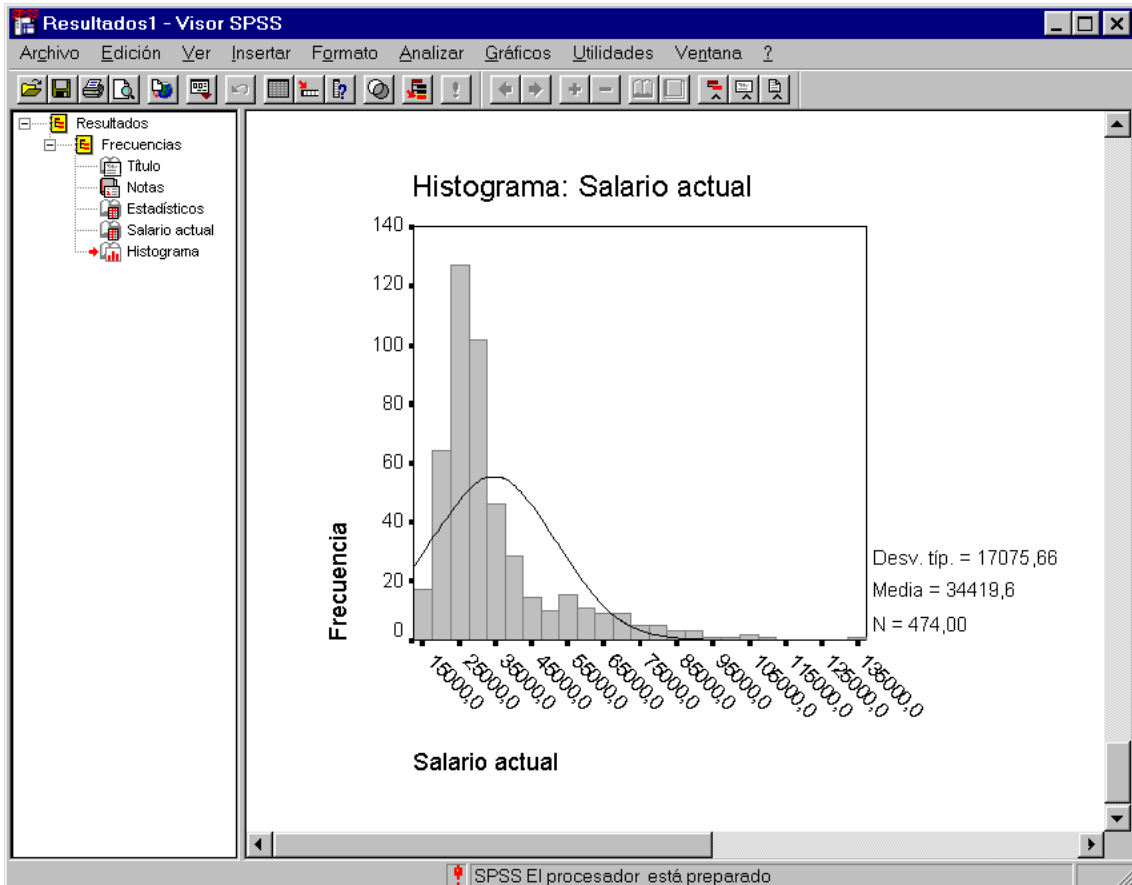 Resultados1 - Visor SPSS
Archivo Edición Ver Insertar Formato Analizar Gráficos Utilidades Ventana ?
Resultados
Frecuencias
Título
Notas
Estadísticos
Salario actual
Histograma
Histograma: Salario actual
140
120
100
80
60
40
20
0
Frecuencia
Desv. típ. = 17075,66
Media = 34419,6
N = 474,00
15000,0
25000,0
35000,0
45000,0
55000,0
65000,0
75000,0
85000,0
95000,0
105000,0
115000,0
125000,0
135000,0
Salario actual
SPSS El procesador está preparado